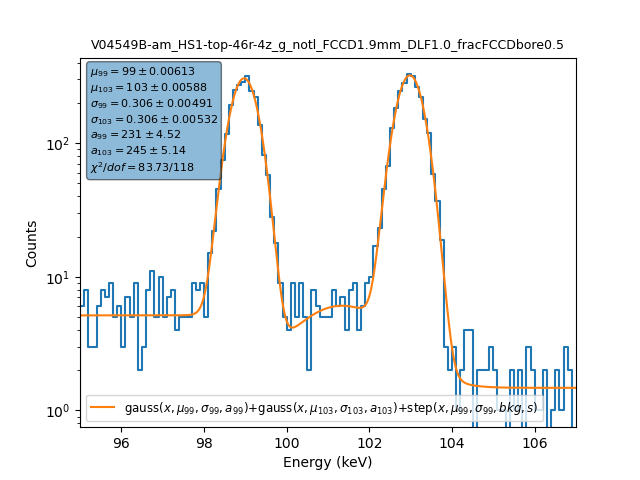 V04549B-am_HS1-top-46r-4z_g_notl_FCCD1.9mm_DLF1.0_fracFCCDbore0.5
μ99 = 99 ± 0.00613
μ103 = 103 ± 0.00588
σ99 = 0.306 ± 0.00491
σ103 = 0.306 ± 0.00532
a99 = 231 ± 4.52
a103 = 245 ± 5.14
χ²/dof = 83.73/118
Counts
10²
10¹
10⁰
gauss(x, μ99, σ99, a99)+gauss(x, μ103, σ103, a103)+step(x, μ99, σ99, bkg, s)
96 98 100 102 104 106
Energy (keV)